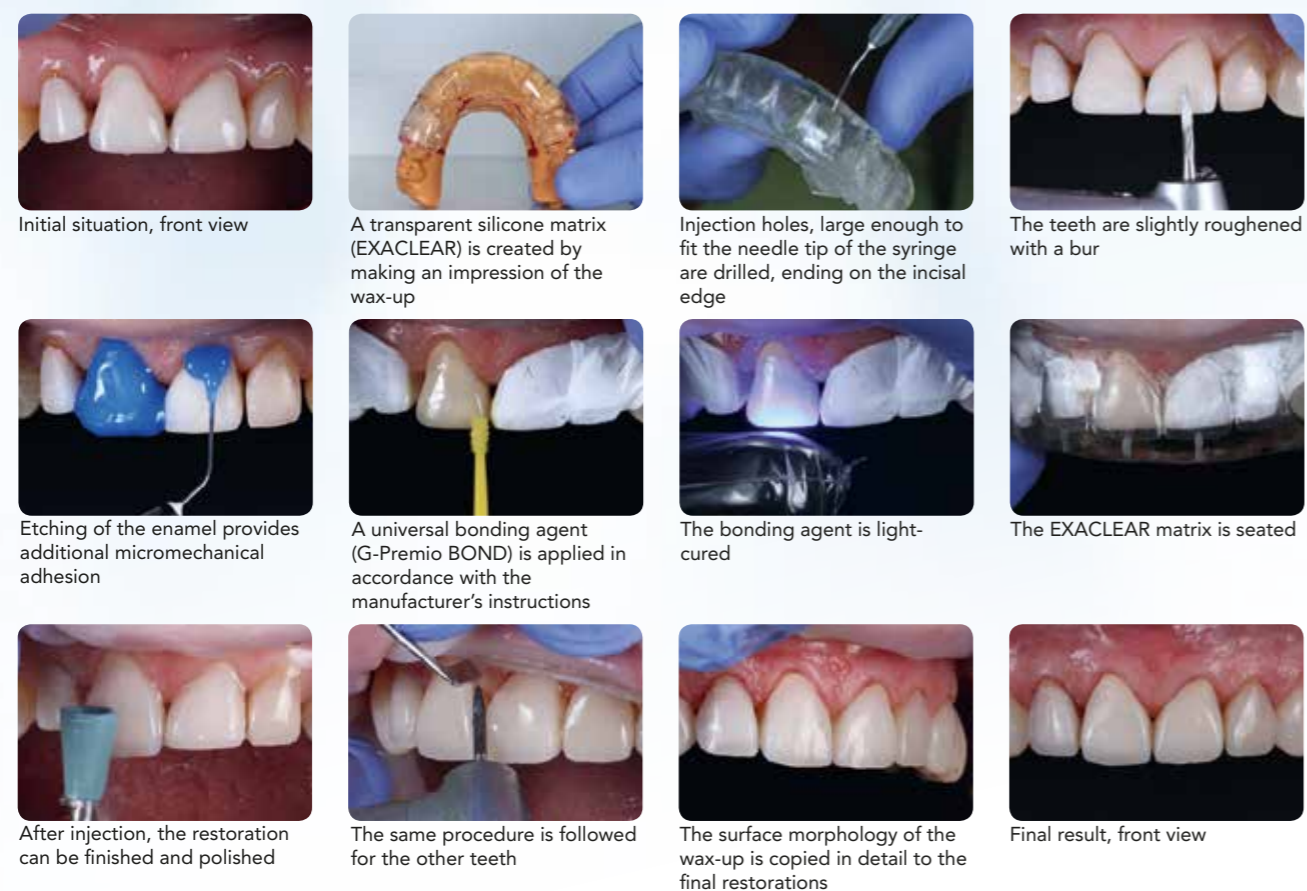 Initial situation, front view
A transparent silicone matrix
(EXACLEAR) is created by
making an impression of the
wax-up
Injection holes, large enough to
fit the needle tip of the syringe
are drilled, ending on the incisal
edge
The teeth are slightly roughened
with a bur
Etching of the enamel provides
additional micromechanical
adhesion
A universal bonding agent
(G-Premio BOND) is applied in
accordance with the
manufacturer’s instructions
The bonding agent is light-
cured
The EXACLEAR matrix is seated
After injection, the restoration
can be finished and polished
The same procedure is followed
for the other teeth
The surface morphology of the
wax-up is copied in detail to the
final restorations
Final result, front view